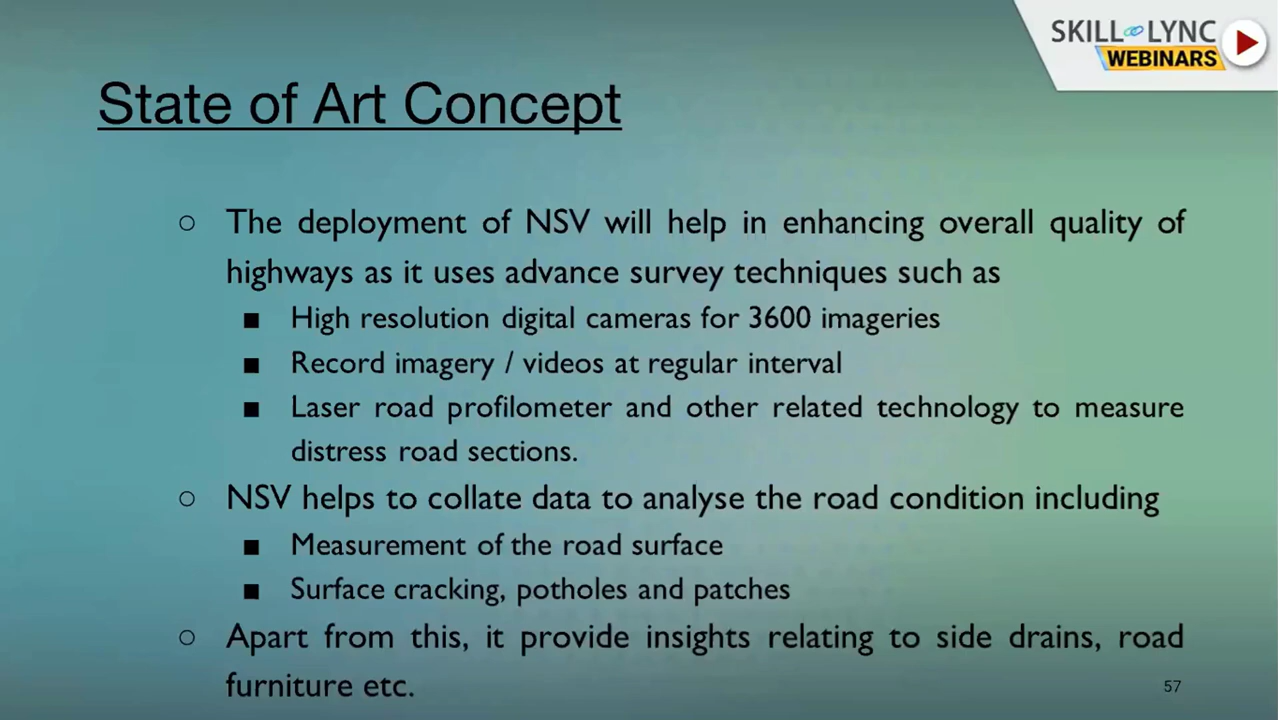 SKILL LYNC
WEBINARS
State of Art Concept
○ The deployment of NSV will help in enhancing overall quality of
highways as it uses advance survey techniques such as
■ High resolution digital cameras for 3600 imageries
■ Record imagery / videos at regular interval
■ Laser road profilometer and other related technology to measure
distress road sections.
○ NSV helps to collate data to analyse the road condition including
■ Measurement of the road surface
■ Surface cracking, potholes and patches
○ Apart from this, it provide insights relating to side drains, road
furniture etc.
57